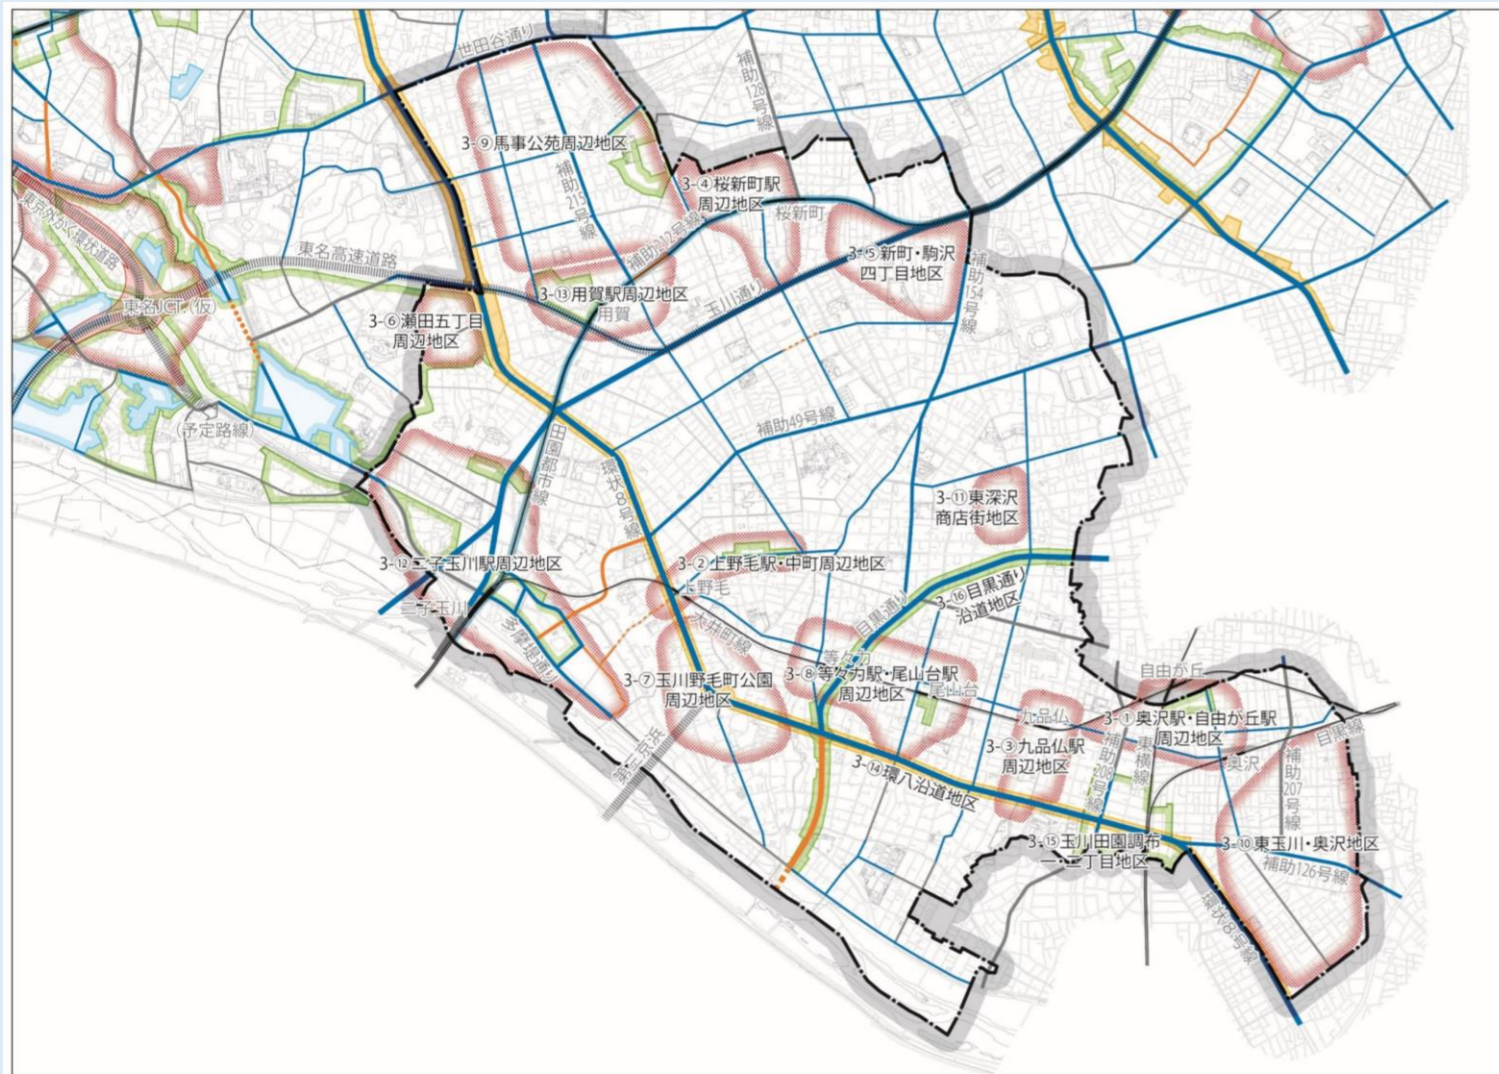 世田谷通り
補助128号線
3-⑨馬事公苑周辺地区
補助215号線
3-④桜新町駅
周辺地区
桜新町
補助212号線
東京外かく環状道路
東名高速道路
3-⑤新町・駒沢
四丁目地区
補助154号線
3-⑬用賀駅周辺地区
用賀
玉川通り
東名JCT.(仮)
3-⑥瀬田五丁目
周辺地区
(予定路線)
田園都市線
環状8号線
補助49号線
3-⑪東深沢
商店街地区
3-⑫二子玉川駅周辺地区
二子玉川
3-②上野毛駅・中町周辺地区
上野毛
大井町線
目黒通り
3-⑯目黒通り
沿道地区
多摩堤通り
3-⑦玉川野毛町公園
周辺地区
等々力
3-⑧等々力駅・尾山台駅
周辺地区
尾山台
自由が丘
九品仏
3-①奥沢駅・自由が丘駅
周辺地区
奥沢
目黒線
3-③九品仏駅
周辺地区
補助208号線
東横線
補助207号線
第三京浜
3-⑭環八沿道地区
3-⑮玉川田園調布
一・二丁目地区
3-⑩東玉川・奥沢地区
補助126号線
環状8号線